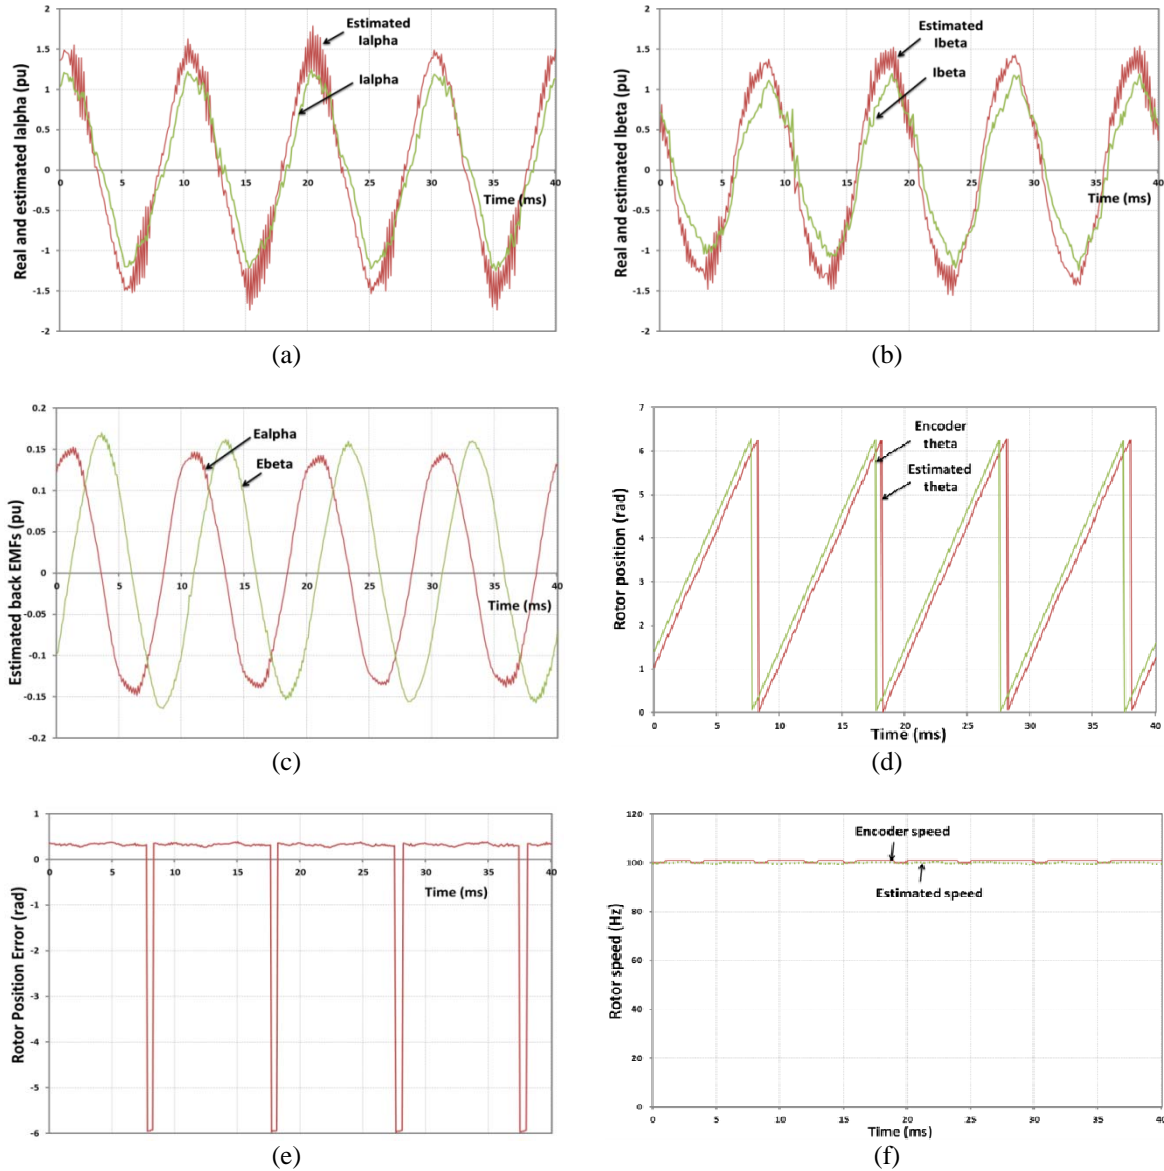 Real and estimated Ialpha (pu)
2
1.5
1
0.5
0
-0.5
-1
-1.5
-2
0 5 10 15 20 25 30 35 40
Time (ms)
Estimated
Ialpha
Ialpha
(a)
Real and estimated Ibeta (pu)
2
1.5
1
0.5
0
-0.5
-1
-1.5
-2
0 5 10 15 20 25 30 35 40
Time (ms)
Estimated
Ibeta
Ibeta
(b)
Estimated back EMFs (pu)
0.2
0.15
0.1
0.05
0
-0.05
-0.1
-0.15
-0.2
0 5 10 15 20 25 30 35 40
Time (ms)
Ealpha
Ebeta
(c)
Rotor position (rad)
7
6
5
4
3
2
1
0
0 5 10 15 20 25 30 35 40
Time (ms)
Encoder
theta
Estimated
theta
(d)
Rotor Position Error (rad)
1
0
-1
-2
-3
-4
-5
-6
0 5 10 15 20 25 30 35 40
Time (ms)
(e)
Rotor speed (Hz)
120
100
80
60
40
20
0
0 5 10 15 20 25 30 35 40
Time (ms)
Encoder speed
Estimated speed
(f)